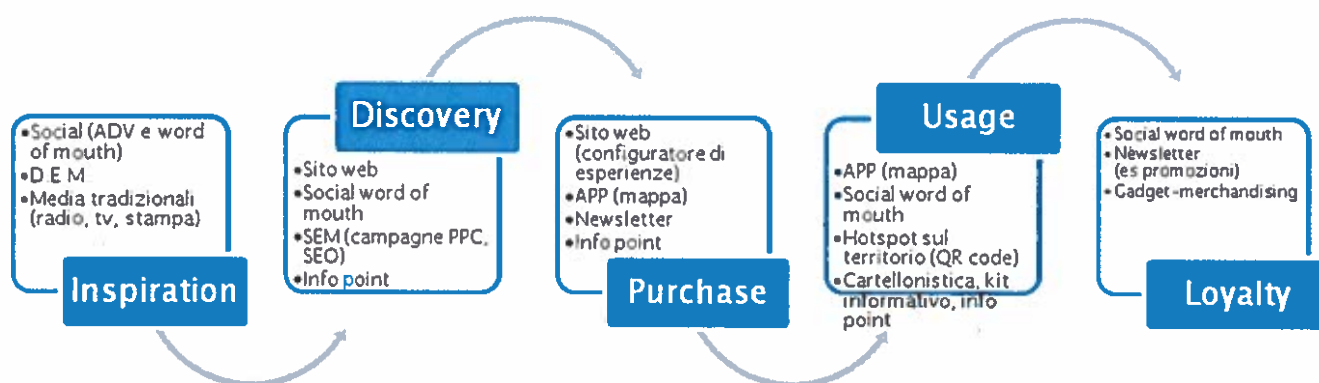 •Social (ADV e word
of mouth)
•D.E.M
•Media tradizionali
(radio, tv, stampa)
Inspiration
Discovery
•Sito web
•Social word of
mouth
•SEM (campagne PPC,
SEO)
•Info point
•Sito web
(configuratore di
esperienze)
•APP (mappa)
•Newsletter
•Info point
Purchase
Usage
•APP (mappa)
•Social word of
mouth
•Hotspot sul
territorio (QR code)
•Cartellonistica, kit
informativo, info
point
•Social word of mouth
•Newsletter
(es promozioni)
•Gadget-merchandising
Loyalty